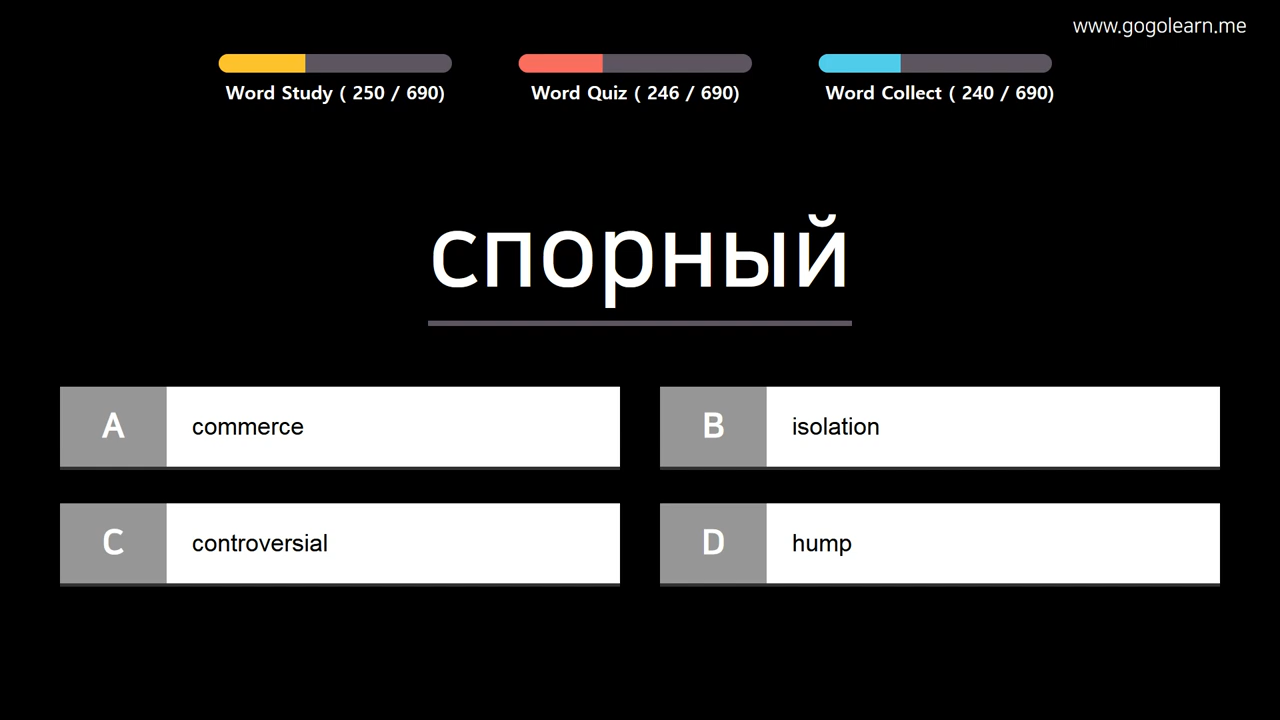 www.gogolearn.me
Word Study ( 250 / 690)
Word Quiz ( 246 / 690)
Word Collect ( 240 / 690)
спорный
A commerce
B isolation
C controversial
D hump